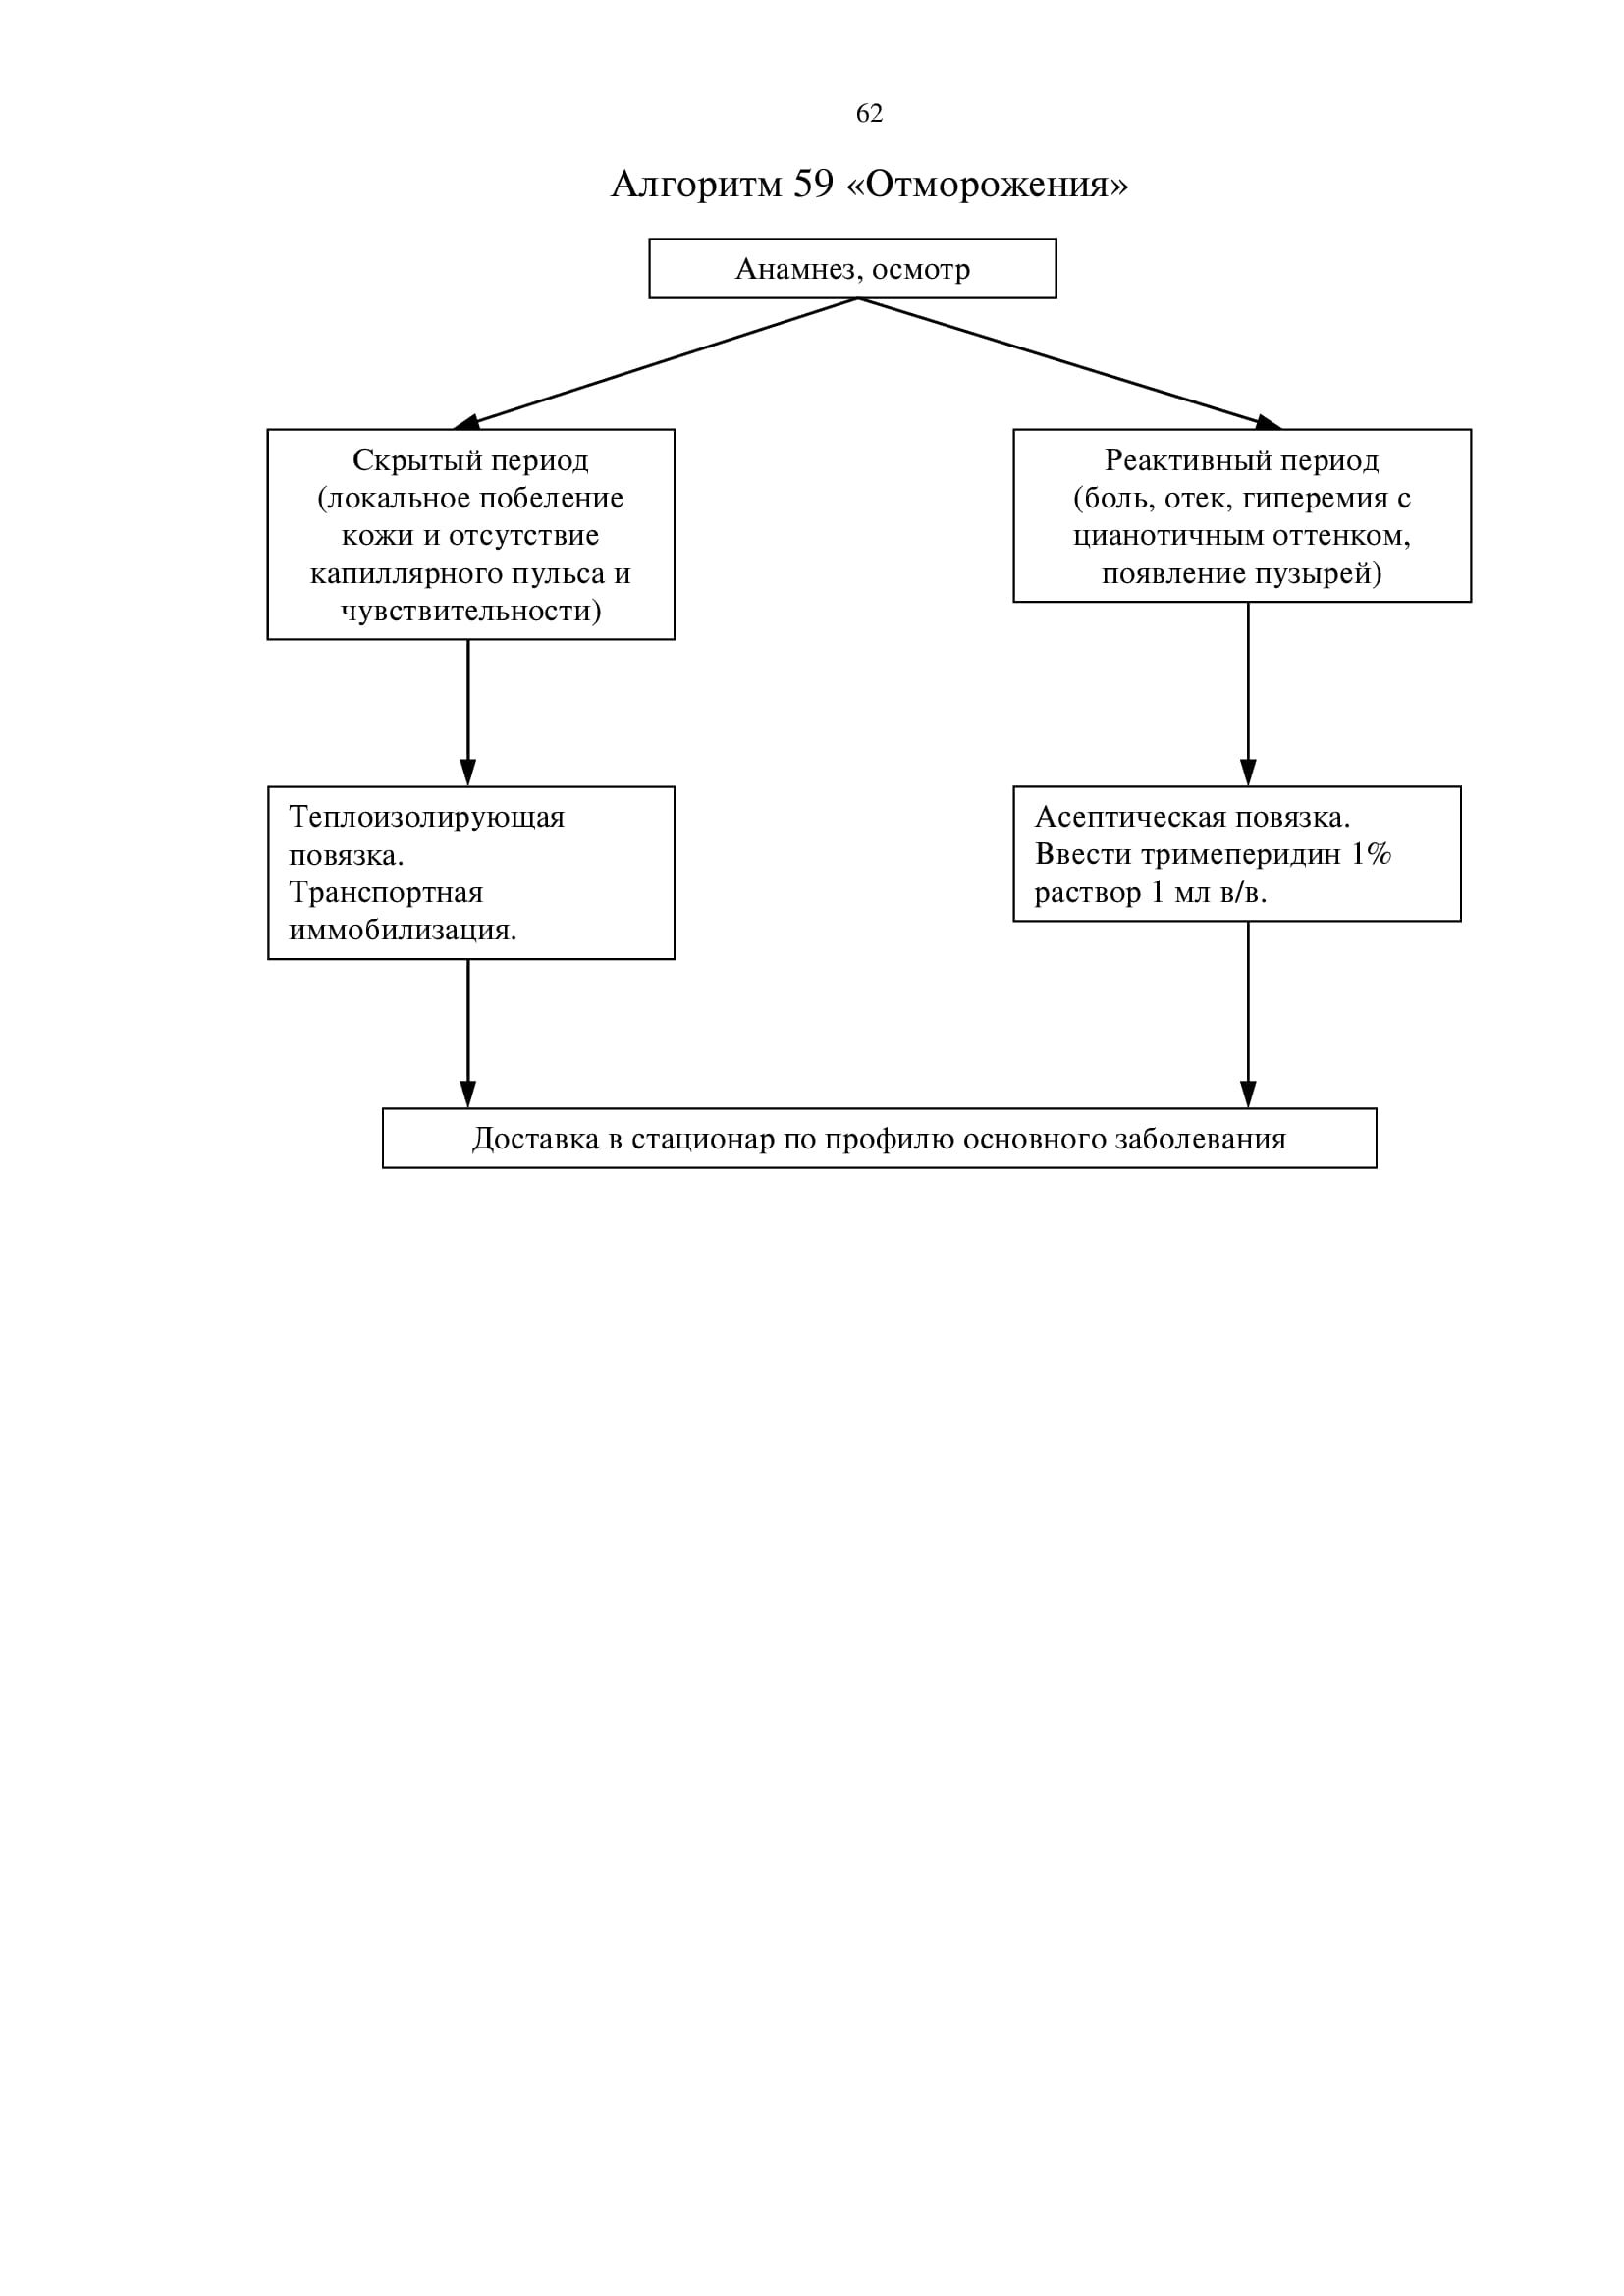 62
Алгоритм 59 «Отморожения»
Анамнез, осмотр
Скрытый период
(локальное побеление
кожи и отсутствие
капиллярного пульса и
чувствительности)
Реактивный период
(боль, отек, гиперемия с
цианотичным оттенком,
появление пузырей)
Теплоизолирующая
повязка.
Транспортная
иммобилизация.
Асептическая повязка.
Ввести тримеперидин 1%
раствор 1 мл в/в.
Доставка в стационар по профилю основного заболевания